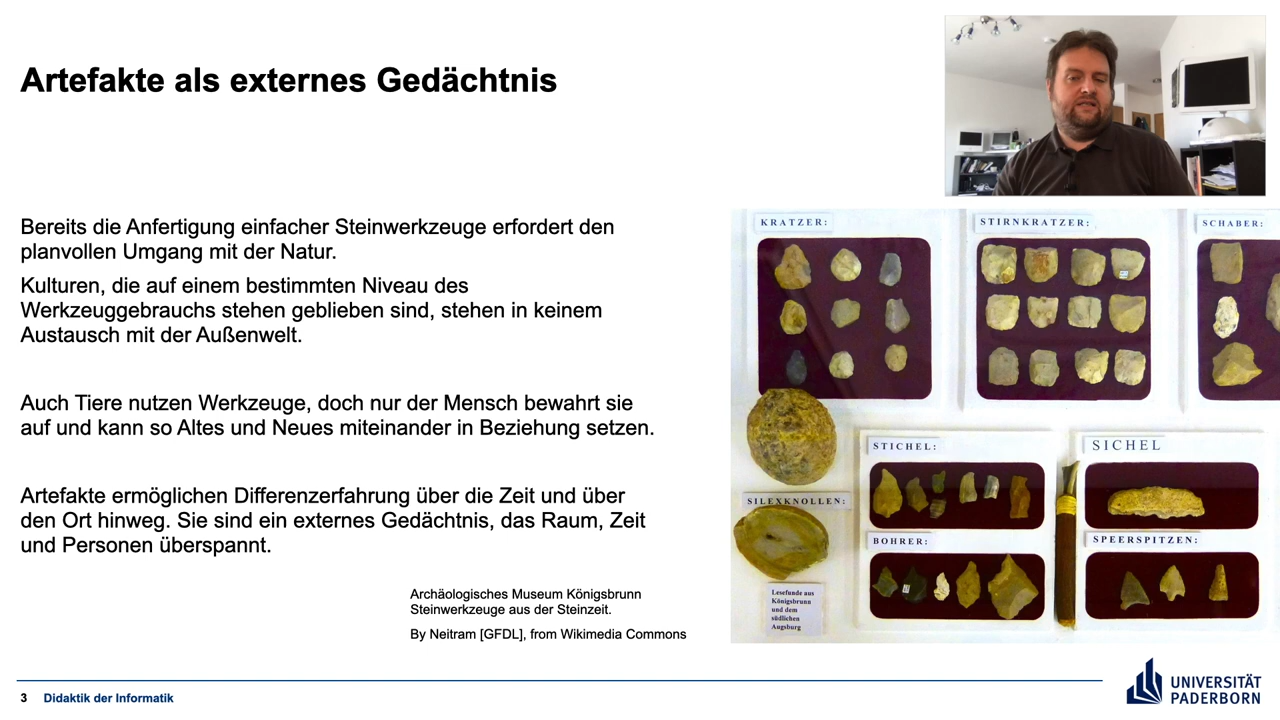 Artefakte als externes Gedächtnis
Bereits die Anfertigung einfacher Steinwerkzeuge erfordert den
planvollen Umgang mit der Natur.
Kulturen, die auf einem bestimmten Niveau des
Werkzeuggebrauchs stehen geblieben sind, stehen in keinem
Austausch mit der Außenwelt.
Auch Tiere nutzen Werkzeuge, doch nur der Mensch bewahrt sie
auf und kann so Altes und Neues miteinander in Beziehung setzen.
Artefakte ermöglichen Differenzerfahrung über die Zeit und über
den Ort hinweg. Sie sind ein externes Gedächtnis, das Raum, Zeit
und Personen überspannt.
Archäologisches Museum Königsbrunn
Steinwerkzeuge aus der Steinzeit.
By Neitram [GFDL], from Wikimedia Commons
KRATZER:
STIRNKRATZER:
SCHABER:
STICHEL:
SICHEL
SILEXKNOLLEN:
BOHRER:
SPEERSPITZEN:
Lesefunde aus
Königsbrunn
und dem
südlichen
Augsburg
3 Didaktik der Informatik
UNIVERSITÄT
PADERBORN